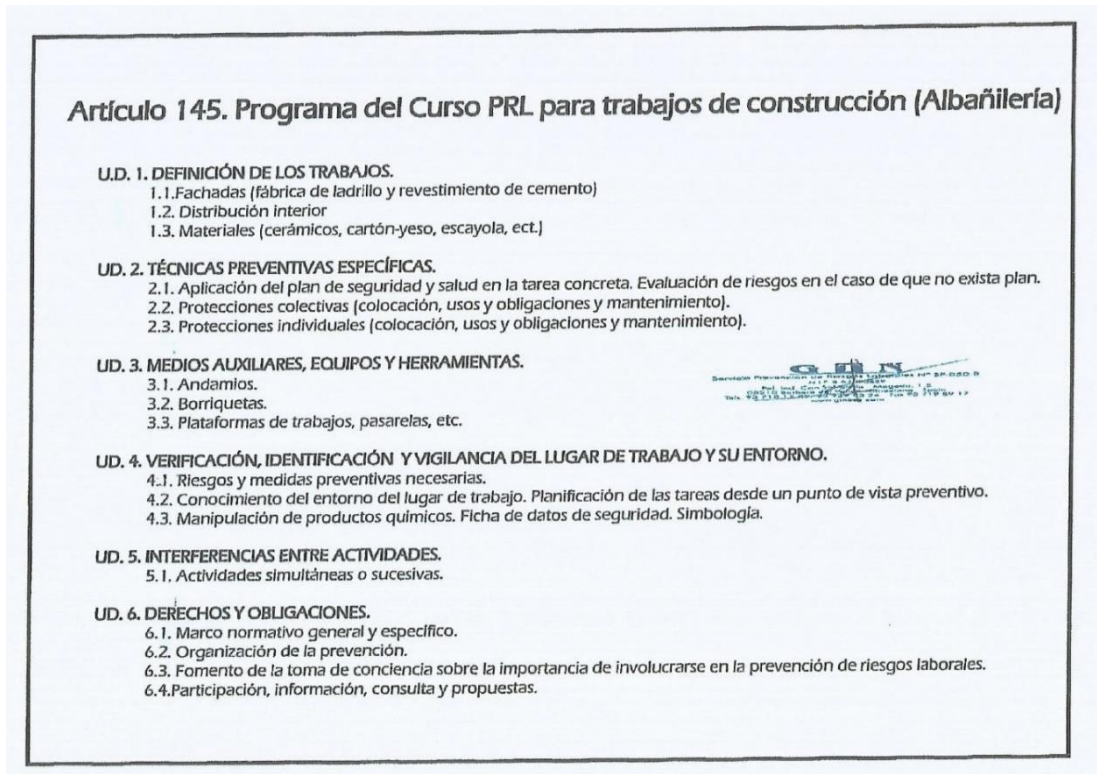 Artículo 145. Programa del Curso PRL para trabajos de construcción (Albañilería)
U.D. 1. DEFINICIÓN DE LOS TRABAJOS.
1.1.Fachadas (fábrica de ladrillo y revestimiento de cemento)
1.2. Distribución interior
1.3. Materiales (cerámicos, cartón-yeso, escayola, ect.)
UD. 2. TÉCNICAS PREVENTIVAS ESPECÍFICAS.
2.1. Aplicación del plan de seguridad y salud en la tarea concreta. Evaluación de riesgos en el caso de que no exista plan.
2.2. Protecciones colectivas (colocación, usos y obligaciones y mantenimiento).
2.3. Protecciones individuales (colocación, usos y obligaciones y mantenimiento).
UD. 3. MEDIOS AUXILIARES, EQUIPOS Y HERRAMIENTAS.
3.1. Andamios.
3.2. Borriquetas.
3.3. Plataformas de trabajos, pasarelas, etc.
Servicio Prevención de Riesgos Laborales Nº SP-050-B
UD. 4. VERIFICACIÓN, IDENTIFICACIÓN Y VIGILANCIA DEL LUGAR DE TRABAJO Y SU ENTORNO.
4.1. Riesgos y medidas preventivas necesarias.
4.2. Conocimiento del entorno del lugar de trabajo. Planificación de las tareas desde un punto de vista preventivo.
4.3. Manipulación de productos químicos. Ficha de datos de seguridad. Simbología.
UD. 5. INTERFERENCIAS ENTRE ACTIVIDADES.
5.1. Actividades simultáneas o sucesivas.
UD. 6. DERECHOS Y OBLIGACIONES.
6.1. Marco normativo general y específico.
6.2. Organización de la prevención.
6.3. Fomento de la toma de conciencia sobre la importancia de involucrarse en la prevención de riesgos laborales.
6.4.Participación, información, consulta y propuestas.